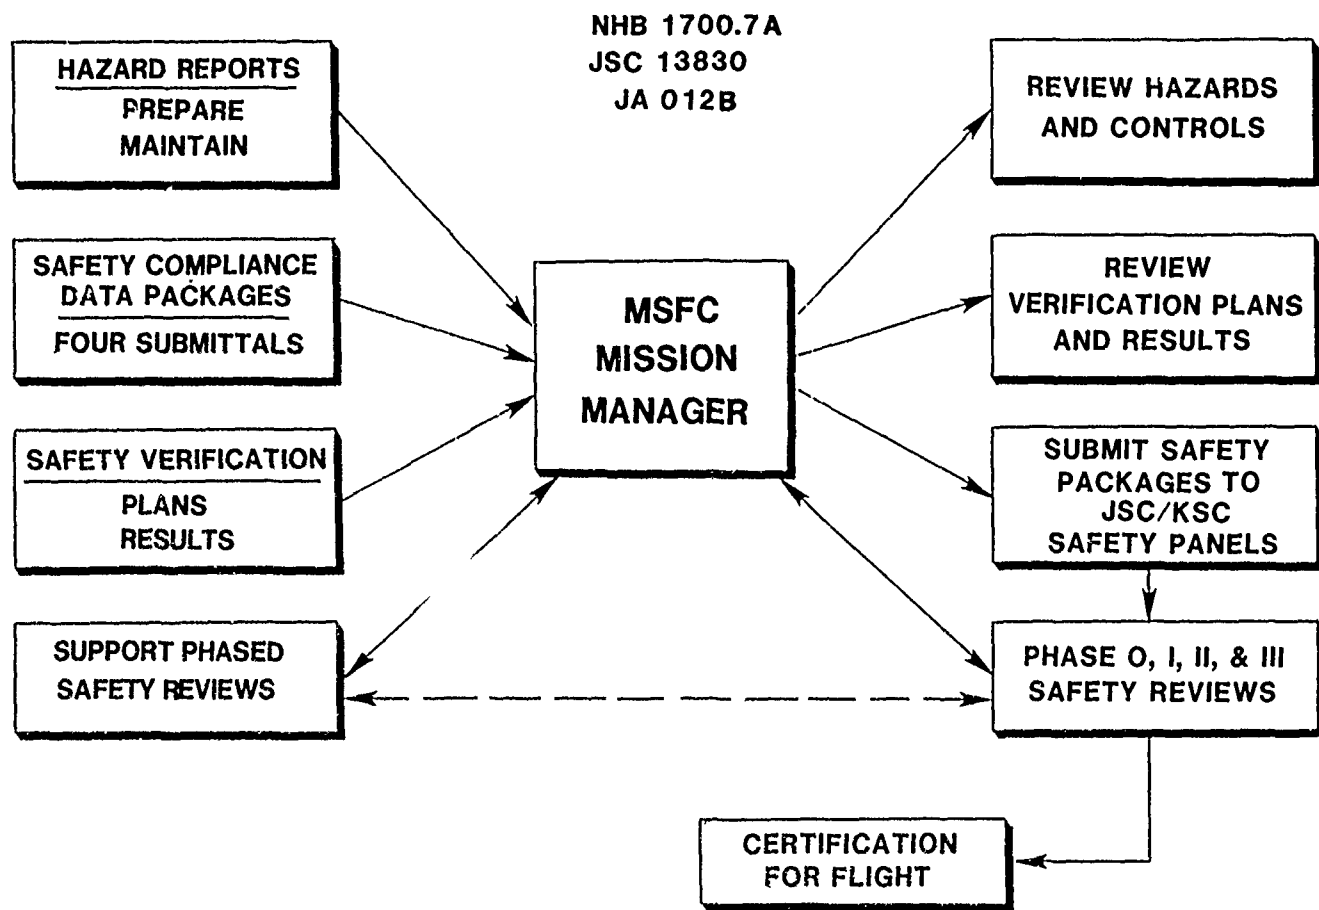 NHB 1700.7A
JSC 13830
JA 012B
HAZARD REPORTS
PREPARE
MAINTAIN
SAFETY COMPLIANCE
DATA PACKAGES
FOUR SUBMITTALS
SAFETY VERIFICATION
PLANS
RESULTS
SUPPORT PHASED
SAFETY REVIEWS
MSFC
MISSION
MANAGER
REVIEW HAZARDS
AND CONTROLS
REVIEW
VERIFICATION PLANS
AND RESULTS
SUBMIT SAFETY
PACKAGES TO
JSC/KSC
SAFETY PANELS
PHASE O, I, II, & III
SAFETY REVIEWS
CERTIFICATION
FOR FLIGHT